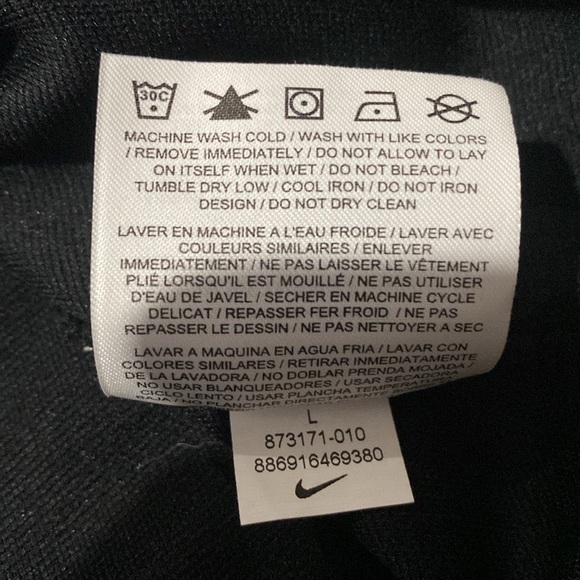 30C
MACHINE WASH COLD / WASH WITH LIKE COLORS
/ REMOVE IMMEDIATELY / DO NOT ALLOW TO LAY
ON ITSELF WHEN WET / DO NOT BLEACH /
TUMBLE DRY LOW / COOL IRON / DO NOT IRON
DESIGN / DO NOT DRY CLEAN
LAVER EN MACHINE A L'EAU FROIDE / LAVER AVEC
COULEURS SIMILAIRES / ENLEVER
IMMEDIATEMENT / NE PAS LAISSER LE VÊTEMENT
PLIÉ LORSQU'IL EST MOUILLÉ / NE PAS UTILISER
D'EAU DE JAVEL / SECHER EN MACHINE CYCLE
DELICAT / REPASSER FER FROID / NE PAS
REPASSER LE DESSIN / NE PAS NETTOYER A SEC
LAVAR A MAQUINA EN AGUA FRIA / LAVAR CON
COLORES SIMILARES / RETIRAR INMEDIATAMENTE
DE LA LAVADORA / NO DOBLAR PRENDA MOJADA /
NO USAR BLANQUEADORES / USAR SECADORA
CICLO LENTO / USAR PLANCHA TEMPERATURA
BAJA / NO PLANCHAR DIRECTAMENTE
L
873171-010
886916469380